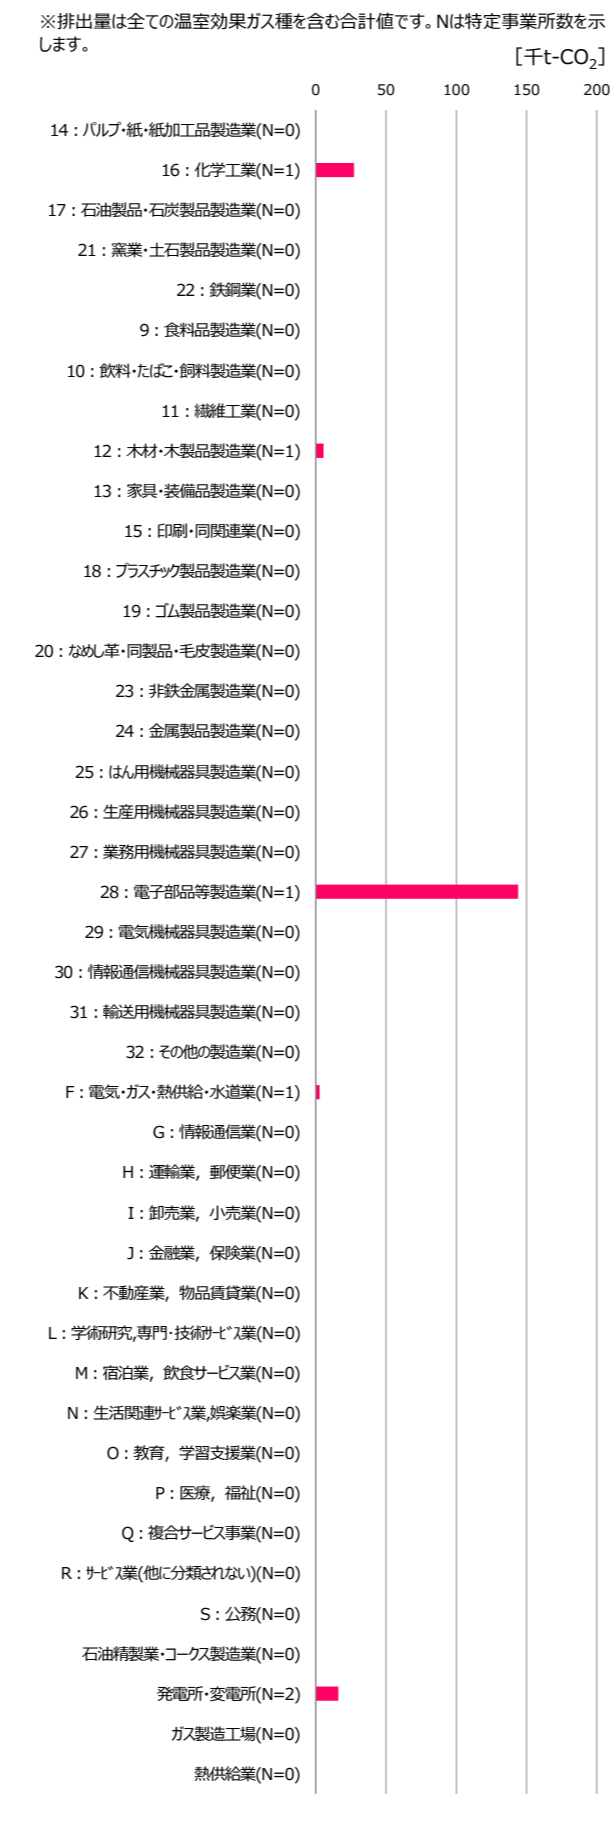 ※排出量は全ての温室効果ガス種を含む合計値です。Nは特定事業所数を示
します。
[千t-CO₂]
0 50 100 150 200
14：パルプ・紙・紙加工品製造業(N=0)
16：化学工業(N=1)
17：石油製品・石炭製品製造業(N=0)
21：窯業・土石製品製造業(N=0)
22：鉄鋼業(N=0)
9：食料品製造業(N=0)
10：飲料・たばこ・飼料製造業(N=0)
11：繊維工業(N=0)
12：木材・木製品製造業(N=1)
13：家具・装備品製造業(N=0)
15：印刷・同関連業(N=0)
18：プラスチック製品製造業(N=0)
19：ゴム製品製造業(N=0)
20：なめし革・同製品・毛皮製造業(N=0)
23：非鉄金属製造業(N=0)
24：金属製品製造業(N=0)
25：はん用機械器具製造業(N=0)
26：生産用機械器具製造業(N=0)
27：業務用機械器具製造業(N=0)
28：電子部品等製造業(N=1)
29：電気機械器具製造業(N=0)
30：情報通信機械器具製造業(N=0)
31：輸送用機械器具製造業(N=0)
32：その他の製造業(N=0)
F：電気・ガス・熱供給・水道業(N=1)
G：情報通信業(N=0)
H：運輸業，郵便業(N=0)
I：卸売業，小売業(N=0)
J：金融業，保険業(N=0)
K：不動産業，物品賃貸業(N=0)
L：学術研究,専門・技術ｻｰﾋﾞｽ業(N=0)
M：宿泊業，飲食サービス業(N=0)
N：生活関連ｻｰﾋﾞｽ業,娯楽業(N=0)
O：教育，学習支援業(N=0)
P：医療，福祉(N=0)
Q：複合サービス事業(N=0)
R：ｻｰﾋﾞｽ業(他に分類されない)(N=0)
S：公務(N=0)
石油精製業・コークス製造業(N=0)
発電所・変電所(N=2)
ガス製造工場(N=0)
熱供給業(N=0)